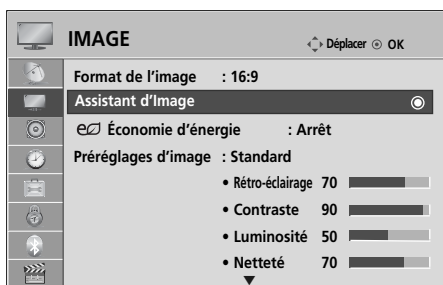 IMAGE
Déplacer OK
Format de l'image : 16:9
Assistant d'Image
Économie d'énergie : Arrêt
Préréglages d'image : Standard
• Rétro-éclairage 70
• Contraste 90
• Luminosité 50
• Netteté 70